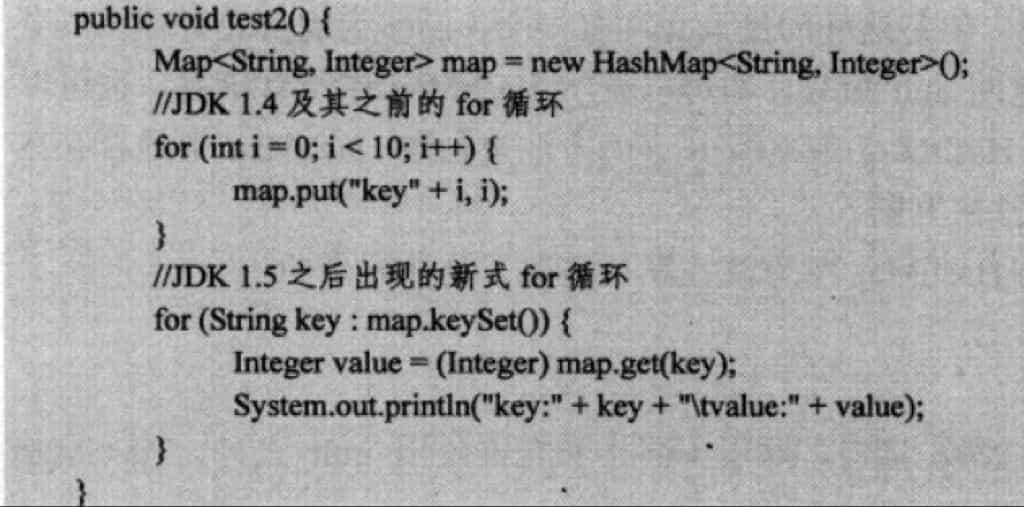 public void test2() {
Map<String, Integer> map = new HashMap<String, Integer>();
//JDK 1.4 及其之前的 for 循环
for (int i = 0; i < 10; i++) {
map.put("key" + i, i);
}
//JDK 1.5 之后出现的新式 for 循环
for (String key : map.keySet()) {
Integer value = (Integer) map.get(key);
System.out.println("key:" + key + "\tvalue:" + value);
}
}